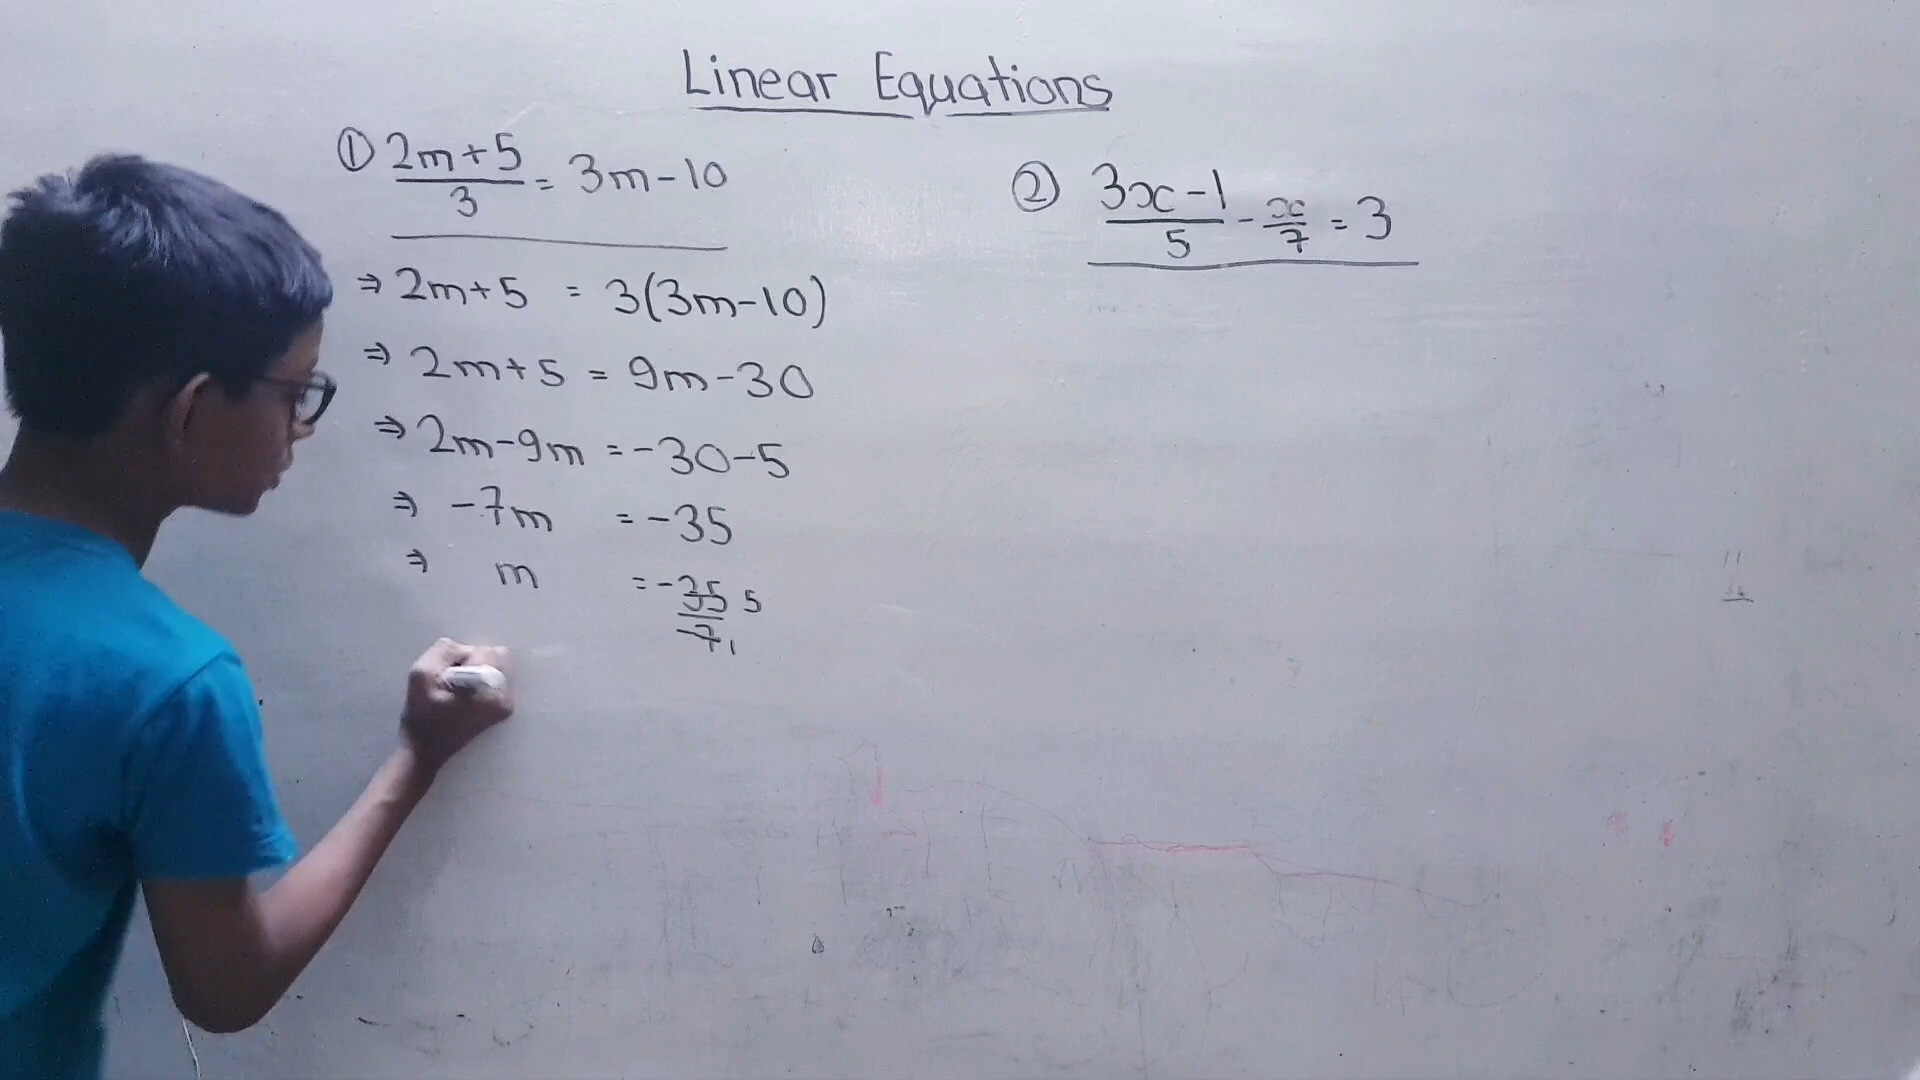 Linear Equations
① 2m+5/3 = 3m-10
⇒ 2m+5 = 3(3m-10)
⇒ 2m+5 = 9m-30
⇒ 2m-9m = -30-5
⇒ -7m = -35
⇒ m = -35/-7 5 1
② 3x-1/5 - x/7 = 3